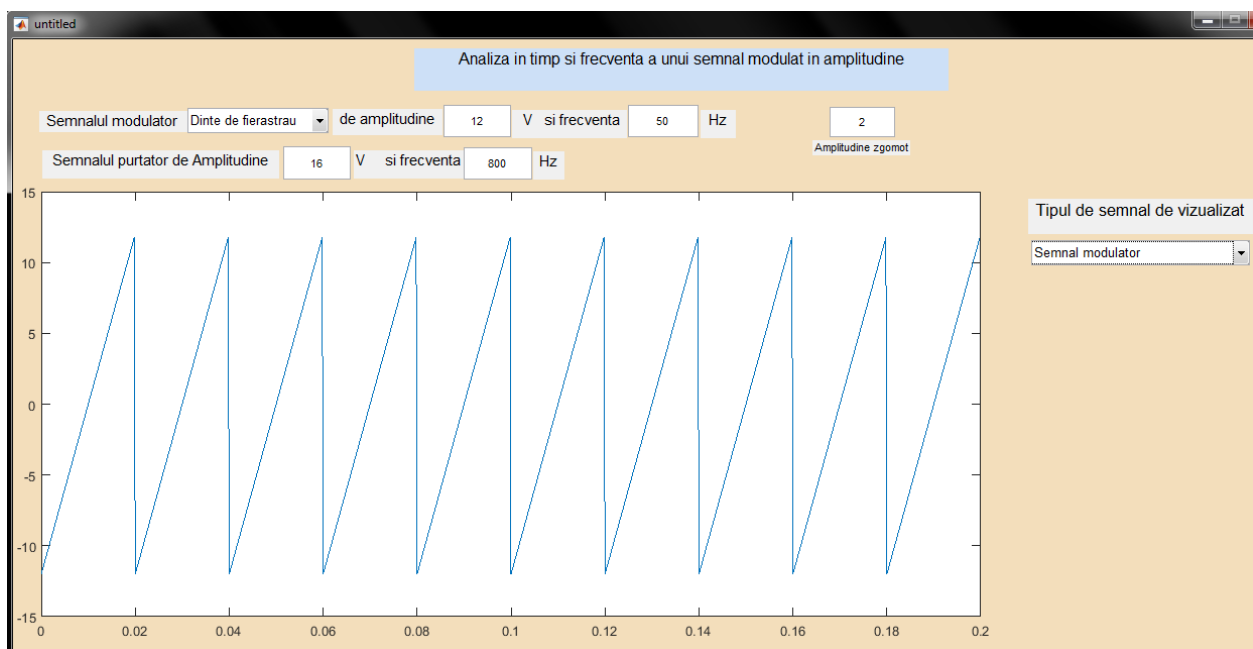 untitled
Analiza in timp si frecventa a unui semnal modulat in amplitudine
Semnalul modulator Dinte de fierastrau de amplitudine 12 V si frecventa 50 Hz 2
Amplitudine zgomot
Semnalul purtator de Amplitudine 16 V si frecventa 800 Hz
Tipul de semnal de vizualizat
Semnal modulator
15
10
5
0
-5
-10
-15
0 0.02 0.04 0.06 0.08 0.1 0.12 0.14 0.16 0.18 0.2